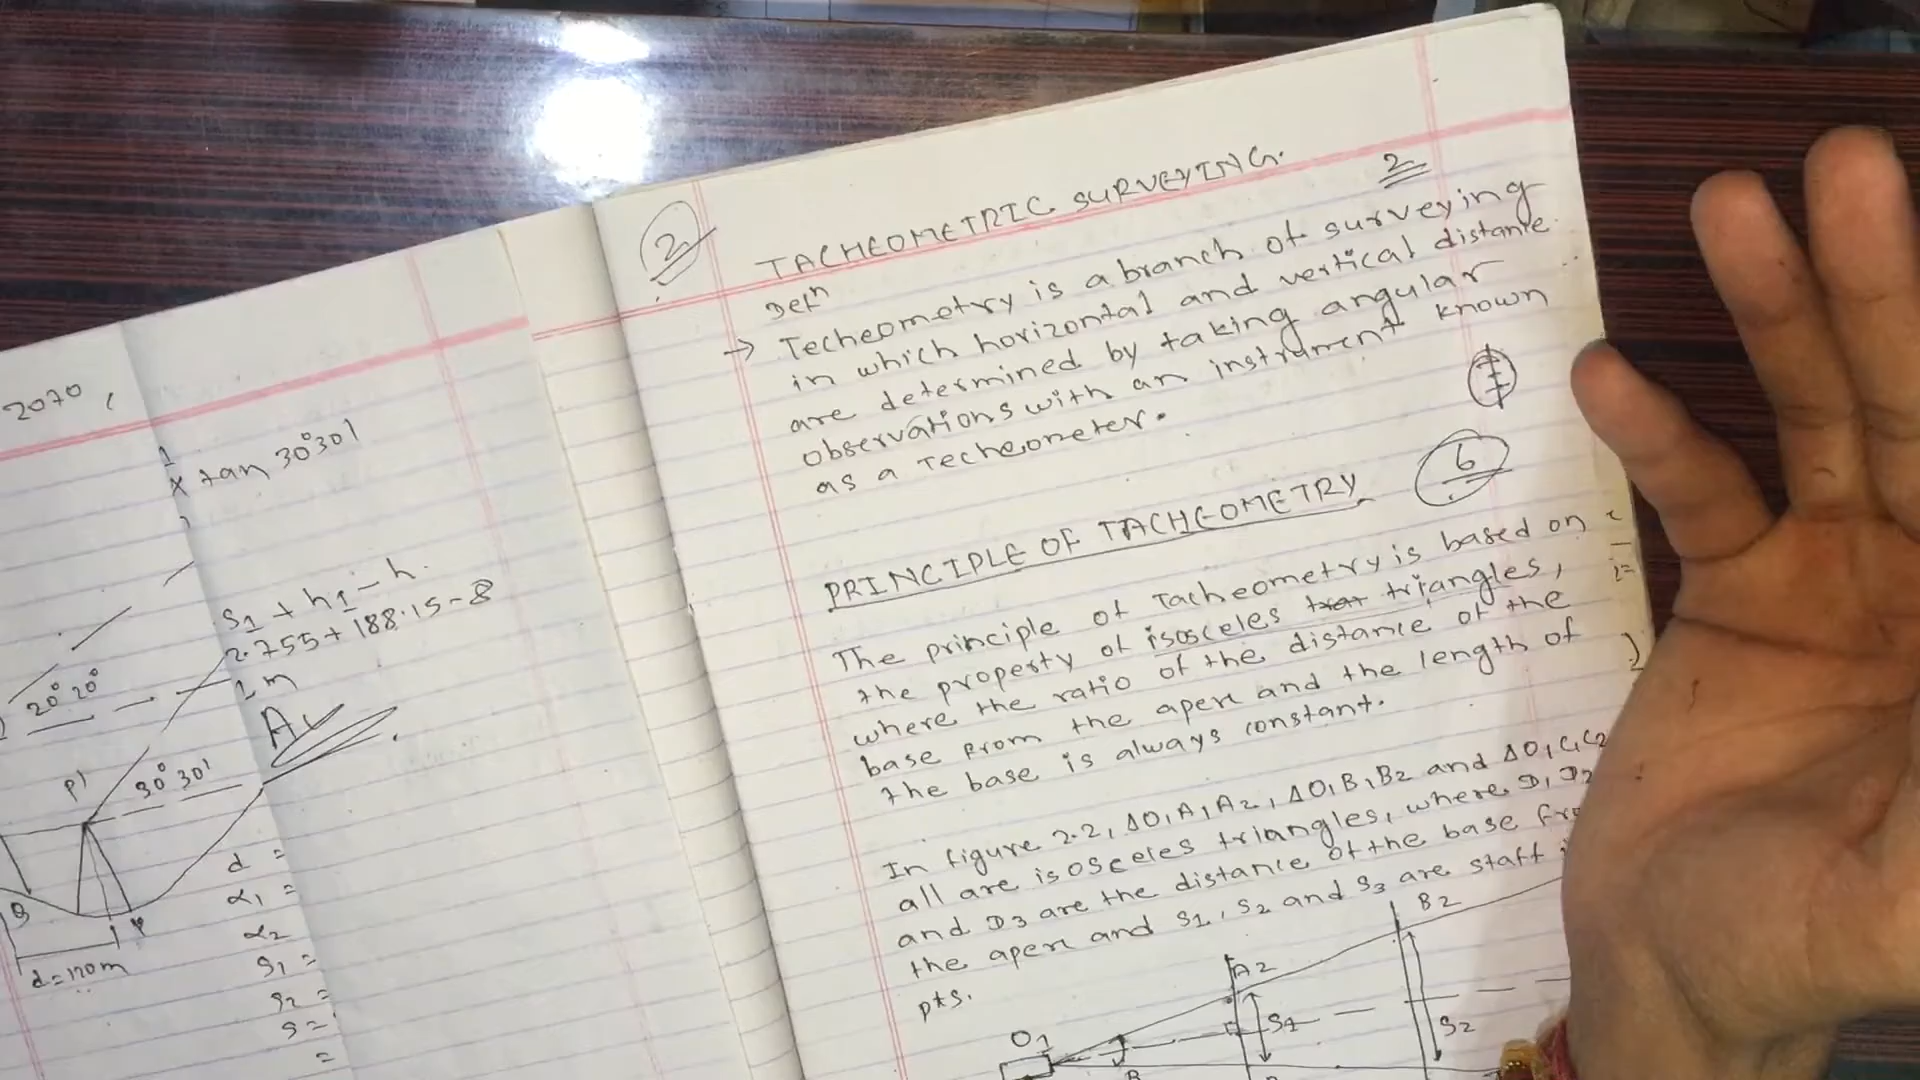 2070,
x tan 30°30'
S1 + h1 - h.
2.755 + 188.15 - 8
20° 20°
P'
30° 30'
d =
α1 =
α2
S1 =
S2 =
S =
=
d = 120m
2
TACHEOMETRIC SURVEYING.
2
Defn
→ Techeometry is a branch of surveying
in which horizontal and vertical distance
are determined by taking angular
observations with an instrument known
as a Techeometer.
PRINCIPLE OF TACHEOMETRY
6
The principle of Tacheometry is based on
the property of isosceles triangles,
where the ratio of the distance of the
base from the apex and the length of
the base is always constant.
In figure 2.2, ΔO1A1A2, ΔO1B1B2 and ΔO1C1C2
all are isosceles triangles, where D1 D2
and D3 are the distance of the base fro
the apex and S1, S2 and S3 are staff i
pts.
B2
A2
S1
S2
O1